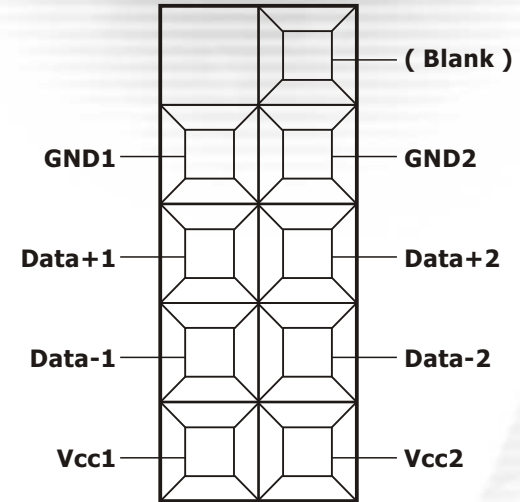 ( Blank )
GND1 GND2
Data+1 Data+2
Data-1 Data-2
Vcc1 Vcc2